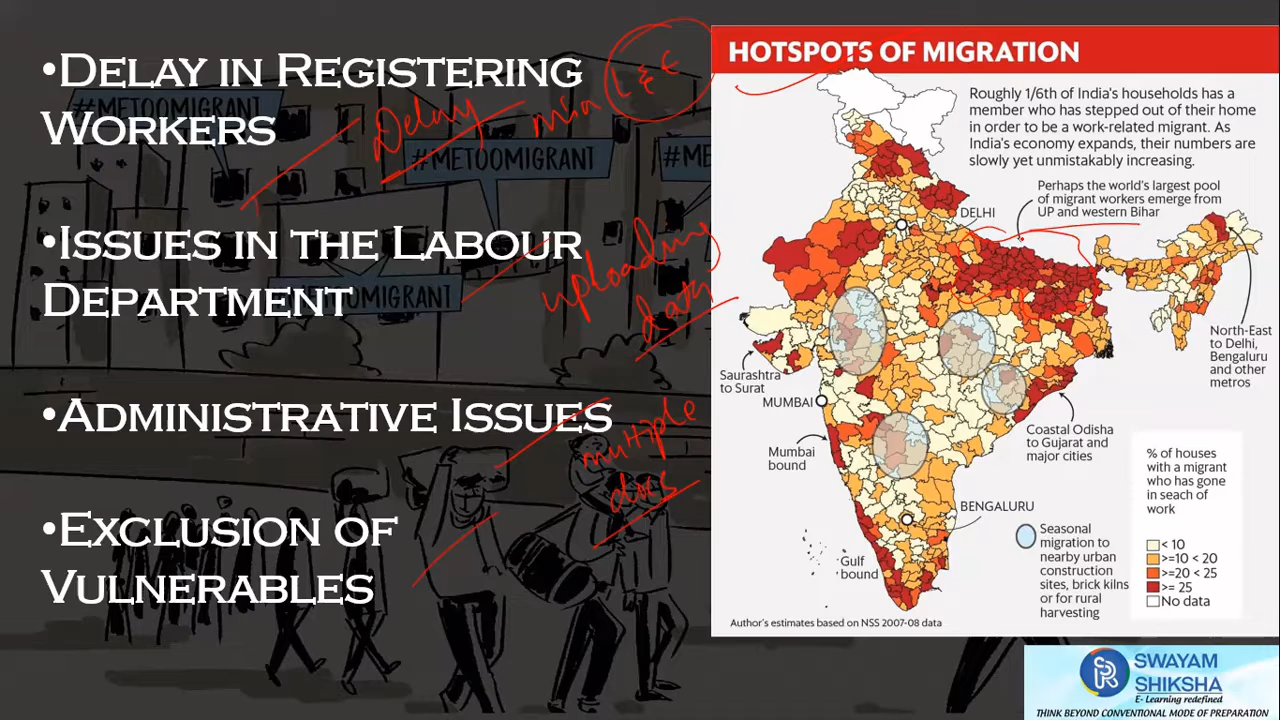 •DELAY IN REGISTERING
WORKERS
•ISSUES IN THE LABOUR
DEPARTMENT
•ADMINISTRATIVE ISSUES
•EXCLUSION OF
VULNERABLES
#METOOMIGRANT
#METOOMIGRANT
#METOOMIGRANT
Delay min L & E
uploading
data
multiple
docs
HOTSPOTS OF MIGRATION
Roughly 1/6th of India's households has a
member who has stepped out of their home
in order to be a work-related migrant. As
India's economy expands, their numbers are
slowly yet unmistakably increasing.
Perhaps the world's largest pool
of migrant workers emerge from
UP and western Bihar
DELHI
North-East
to Delhi,
Bengaluru
and other
metros
Saurashtra
to Surat
MUMBAI
Mumbai
bound
Coastal Odisha
to Gujarat and
major cities
BENGALURU
Gulf
bound
Seasonal
migration to
nearby urban
construction
sites, brick kilns
or for rural
harvesting
% of houses
with a migrant
who has gone
in seach of
work
< 10
>=10 < 20
>=20 < 25
>= 25
No data
Author's estimates based on NSS 2007-08 data
SWAYAM
SHIKSHA
E- Learning redefined
THINK BEYOND CONVENTIONAL MODE OF PREPARATION